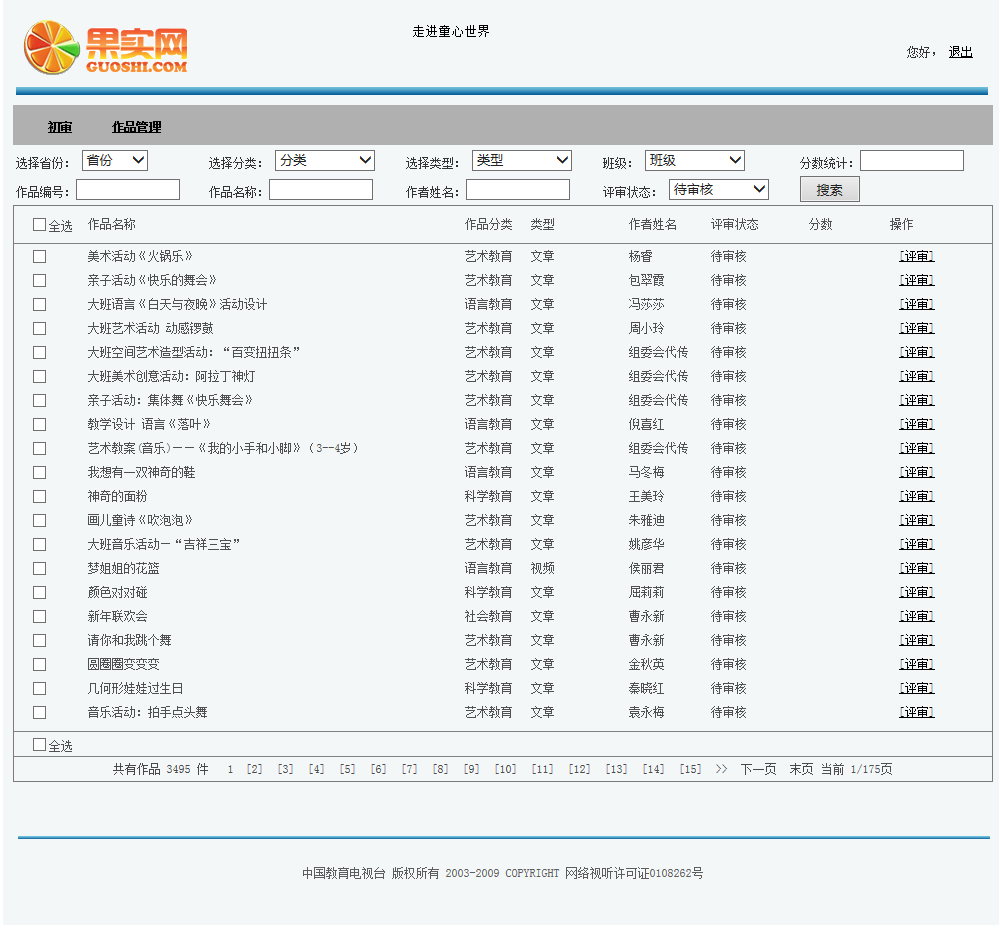 果实网
GUOSHI.COM
走进童心世界
您好， 退出
初审 作品管理
选择省份： 省份 选择分类： 分类 选择类型： 类型 班级： 班级 分数统计：
作品编号： 作品名称： 作者姓名： 评审状态： 待审核 搜索
全选 作品名称 作品分类 类型 作者姓名 评审状态 分数 操作
美术活动《火锅乐》 艺术教育 文章 杨睿 待审核 [评审]
亲子活动《快乐的舞会》 艺术教育 文章 包翠霞 待审核 [评审]
大班语言《白天与夜晚》活动设计 语言教育 文章 冯莎莎 待审核 [评审]
大班艺术活动 动感锣鼓 艺术教育 文章 周小玲 待审核 [评审]
大班空间艺术造型活动：“百变扭扭条” 艺术教育 文章 组委会代传 待审核 [评审]
大班美术创意活动：阿拉丁神灯 艺术教育 文章 组委会代传 待审核 [评审]
亲子活动：集体舞《快乐舞会》 艺术教育 文章 组委会代传 待审核 [评审]
教学设计 语言《落叶》 语言教育 文章 倪喜红 待审核 [评审]
艺术教案(音乐)——《我的小手和小脚》（3--4岁） 艺术教育 文章 组委会代传 待审核 [评审]
我想有一双神奇的鞋 语言教育 文章 马冬梅 待审核 [评审]
神奇的面粉 科学教育 文章 王美玲 待审核 [评审]
画儿童诗《吹泡泡》 艺术教育 文章 朱雅迪 待审核 [评审]
大班音乐活动—“吉祥三宝” 艺术教育 文章 姚彦华 待审核 [评审]
梦姐姐的花篮 语言教育 视频 侯丽君 待审核 [评审]
颜色对对碰 科学教育 文章 屈莉莉 待审核 [评审]
新年联欢会 社会教育 文章 曹永新 待审核 [评审]
请你和我跳个舞 艺术教育 文章 曹永新 待审核 [评审]
圆圈圈变变变 艺术教育 文章 金秋英 待审核 [评审]
几何形娃娃过生日 科学教育 文章 秦晓红 待审核 [评审]
音乐活动：拍手点头舞 艺术教育 文章 袁永梅 待审核 [评审]
全选
共有作品 3495 件 1 [2] [3] [4] [5] [6] [7] [8] [9] [10] [11] [12] [13] [14] [15] >> 下一页 末页 当前 1/175页
中国教育电视台 版权所有 2003-2009 COPYRIGHT 网络视听许可证0108262号